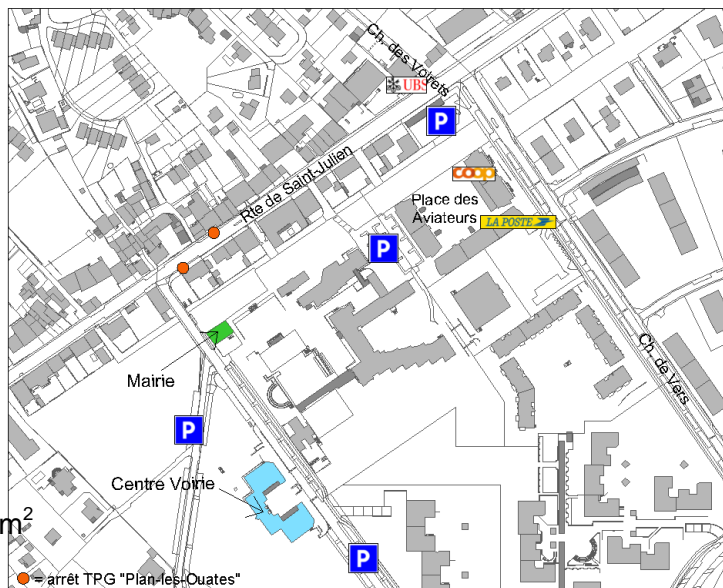 Ch. des Voirets
UBS
P
coop
Rte de Saint-Julien
Place des
Aviateurs
LA POSTE
P
Ch. de Vers
Mairie
P
Centre Voirie
m²
P
= arrêt TPG "Plan-les-Ouates"